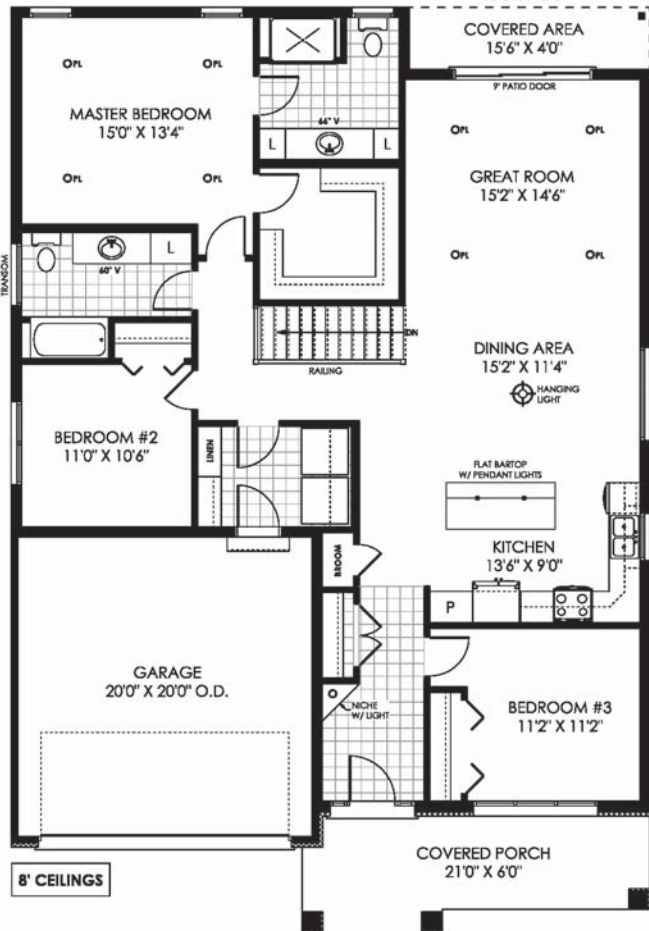 COVERED AREA
15'6" X 4'0"
9' PATIO DOOR
OPL
OPL
MASTER BEDROOM
15'0" X 13'4"
OPL
OPL
66" V
L
L
OPL
OPL
GREAT ROOM
15'2" X 14'6"
OPL
OPL
TRANSOM
60" V
L
DN
RAILING
DINING AREA
15'2" X 11'4"
HANGING
LIGHT
BEDROOM #2
11'0" X 10'6"
LINEN
FLAT BARTOP
W/ PENDANT LIGHTS
KITCHEN
13'6" X 9'0"
BROOM
P
GARAGE
20'0" X 20'0" O.D.
NICHE
W/ LIGHT
BEDROOM #3
11'2" X 11'2"
COVERED PORCH
21'0" X 6'0"
8' CEILINGS